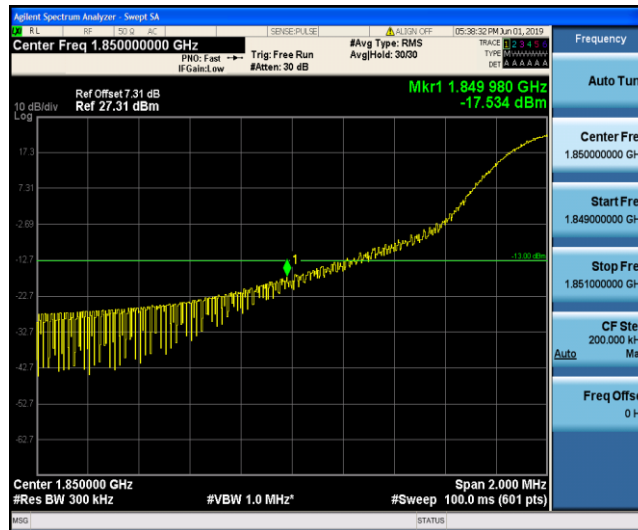 Agilent Spectrum Analyzer - Swept SA
RL RF 50 Ω AC SENSE:PULSE ALIGN OFF 05:38:32 PM Jun 01, 2019
Center Freq 1.850000000 GHz
PNO: Fast
IFGain:Low
Trig: Free Run
#Atten: 30 dB
#Avg Type: RMS
Avg|Hold: 30/30
TRACE 1 2 3 4 5 6
TYPE
DET A A A A A A
Mkr1 1.849 980 GHz
-17.534 dBm
Ref Offset 7.31 dB
10 dB/div Ref 27.31 dBm
Log
17.3
7.31
-2.69
-12.7
-22.7
-32.7
-42.7
-52.7
-62.7
1
-13.00 dBm
Center 1.850000 GHz Span 2.000 MHz
#Res BW 300 kHz #VBW 1.0 MHz* #Sweep 100.0 ms (601 pts)
MSG STATUS
Frequency
Auto Tun
Center Fre
1.850000000 GH
Start Fre
1.849000000 GH
Stop Fre
1.851000000 GH
CF Ste
200.000 kH
Auto Ma
Freq Offse
0 H